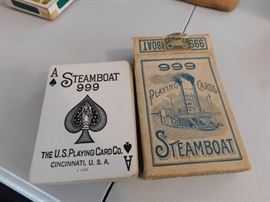 A
STEAMBOAT
999
THE U.S. PLAYING CARD CO.
CINCINNATI, U.S.A.
A
999
BOAT
999
PLAYING CARDS
STEAMBOAT